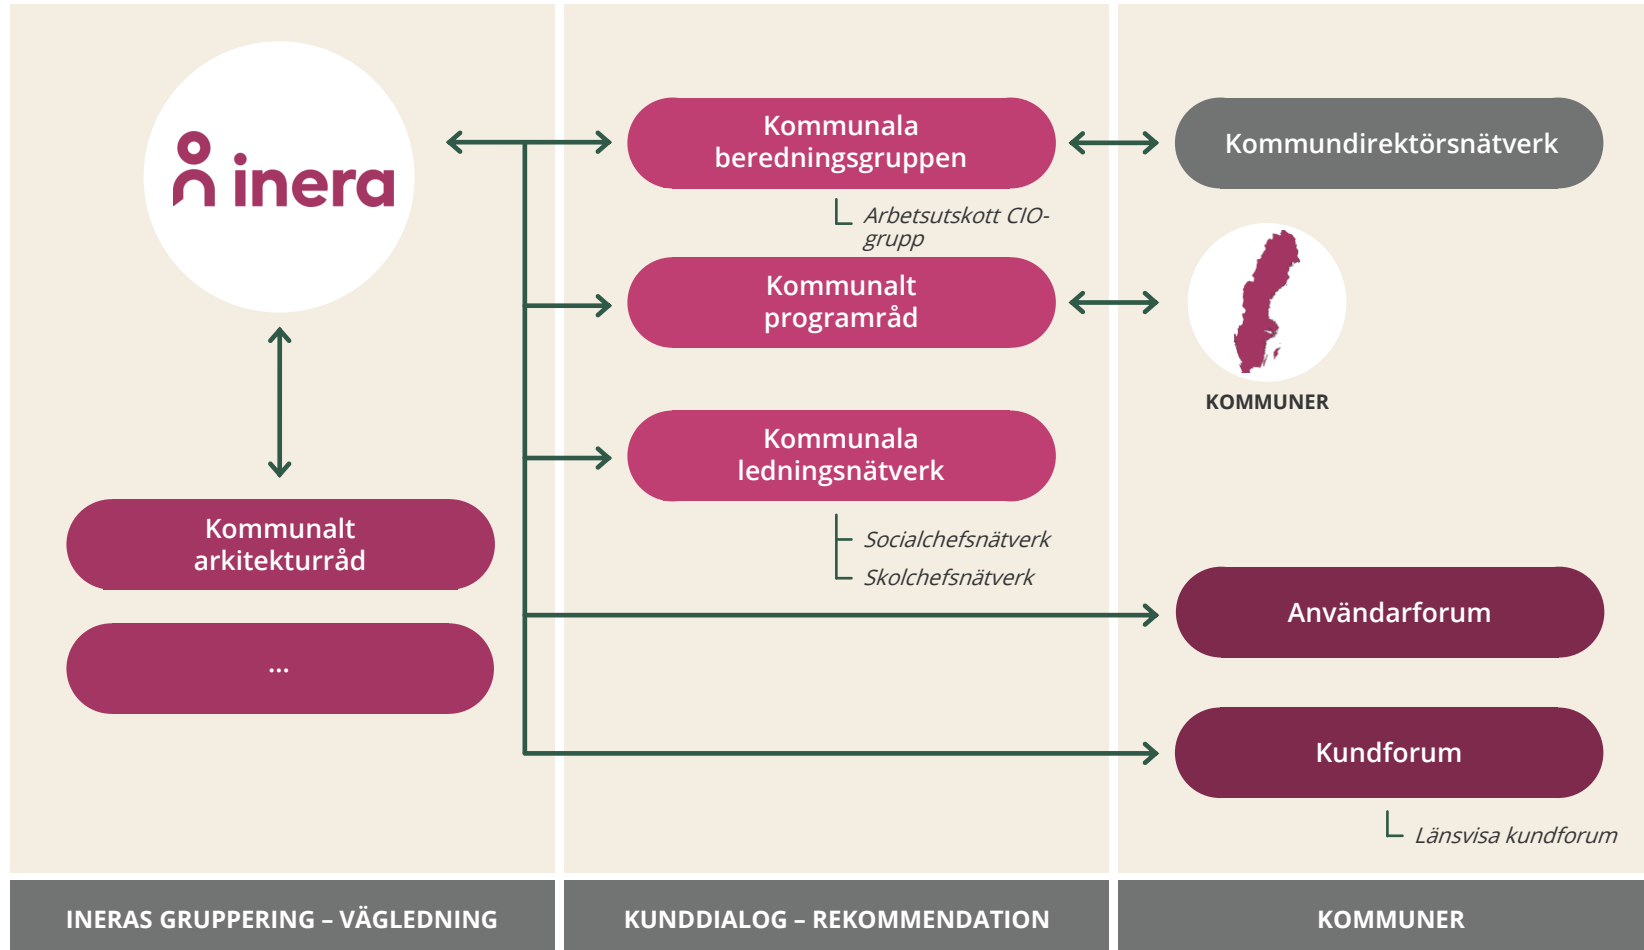 inera
Kommunalt
arkitekturråd
...
INERAS GRUPPERING – VÄGLEDNING
Kommunala
beredningsgruppen
Arbetsutskott CIO-
grupp
Kommunalt
programråd
Kommunala
ledningsnätverk
Socialchefsnätverk
Skolchefsnätverk
KUNDDIALOG – REKOMMENDATION
Kommundirektörsnätverk
KOMMUNER
Användarforum
Kundforum
Länsvisa kundforum
KOMMUNER